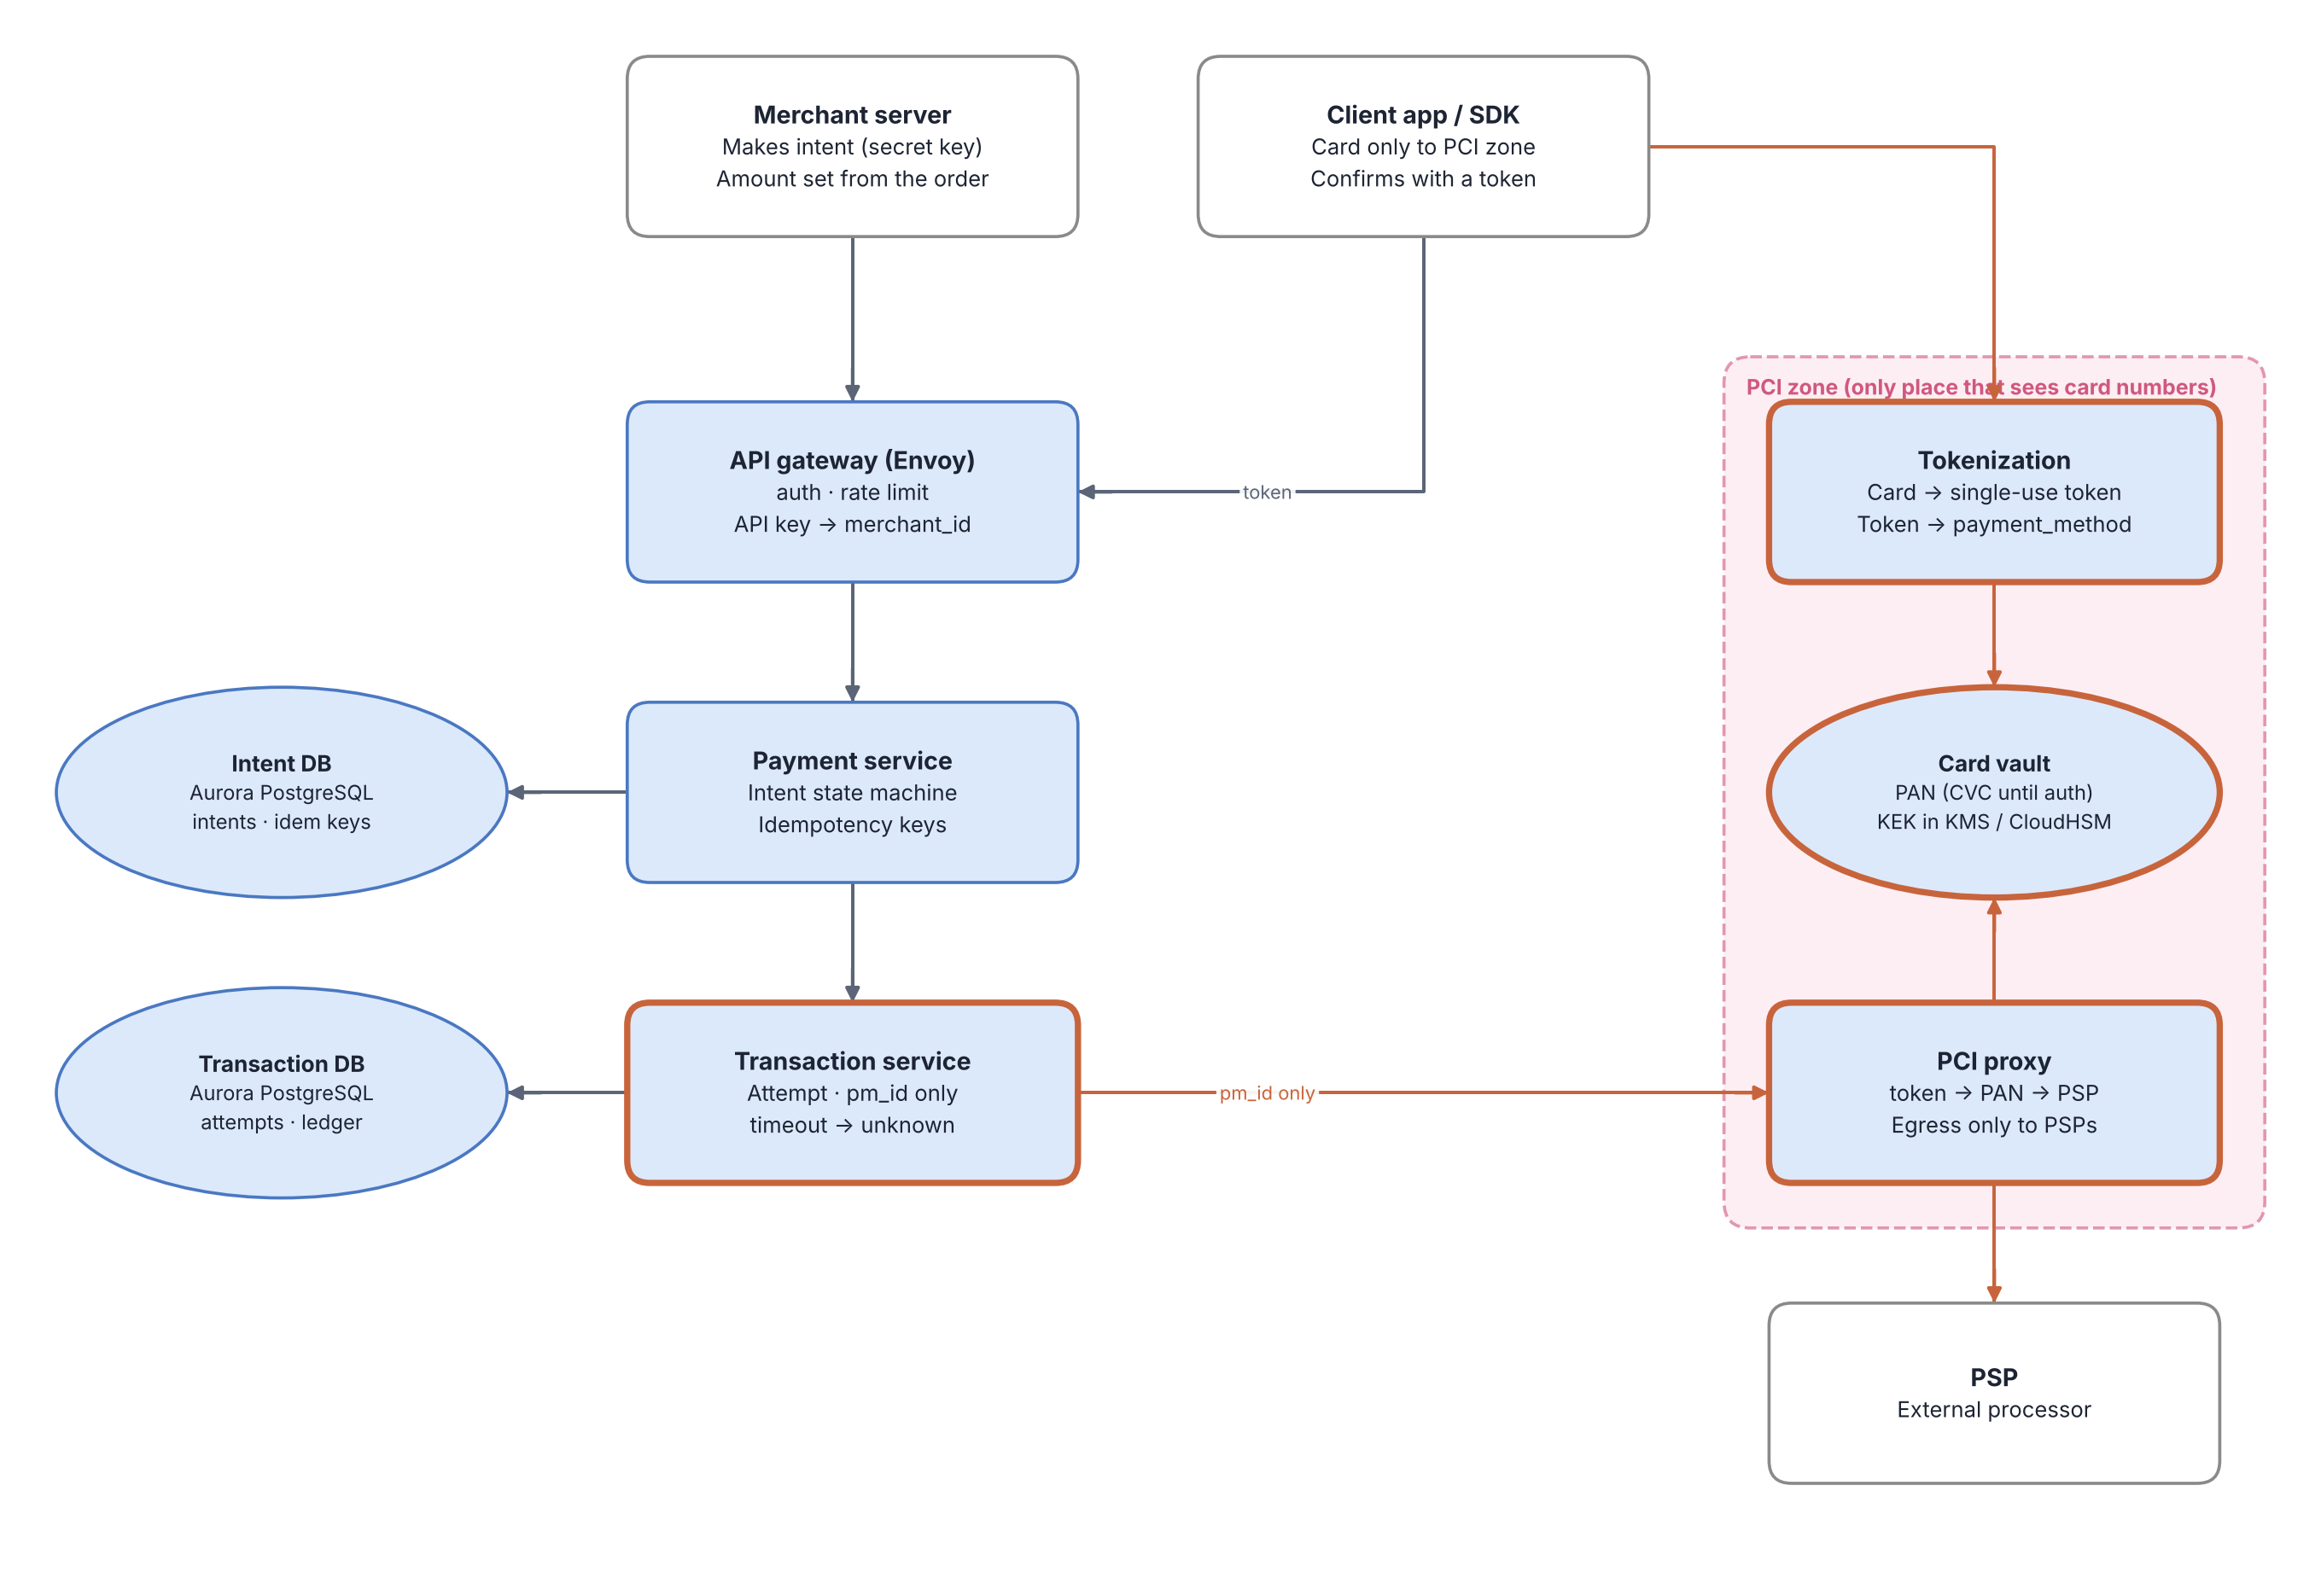 Merchant server
Makes intent (secret key)
Amount set from the order
Client app / SDK
Card only to PCI zone
Confirms with a token
PCI zone (only place that sees card numbers)
API gateway (Envoy)
auth · rate limit
API key → merchant_id
token
Tokenization
Card → single-use token
Token → payment_method
Intent DB
Aurora PostgreSQL
intents · idem keys
Payment service
Intent state machine
Idempotency keys
Card vault
PAN (CVC until auth)
KEK in KMS / CloudHSM
Transaction DB
Aurora PostgreSQL
attempts · ledger
Transaction service
Attempt · pm_id only
timeout → unknown
pm_id only
PCI proxy
token → PAN → PSP
Egress only to PSPs
PSP
External processor